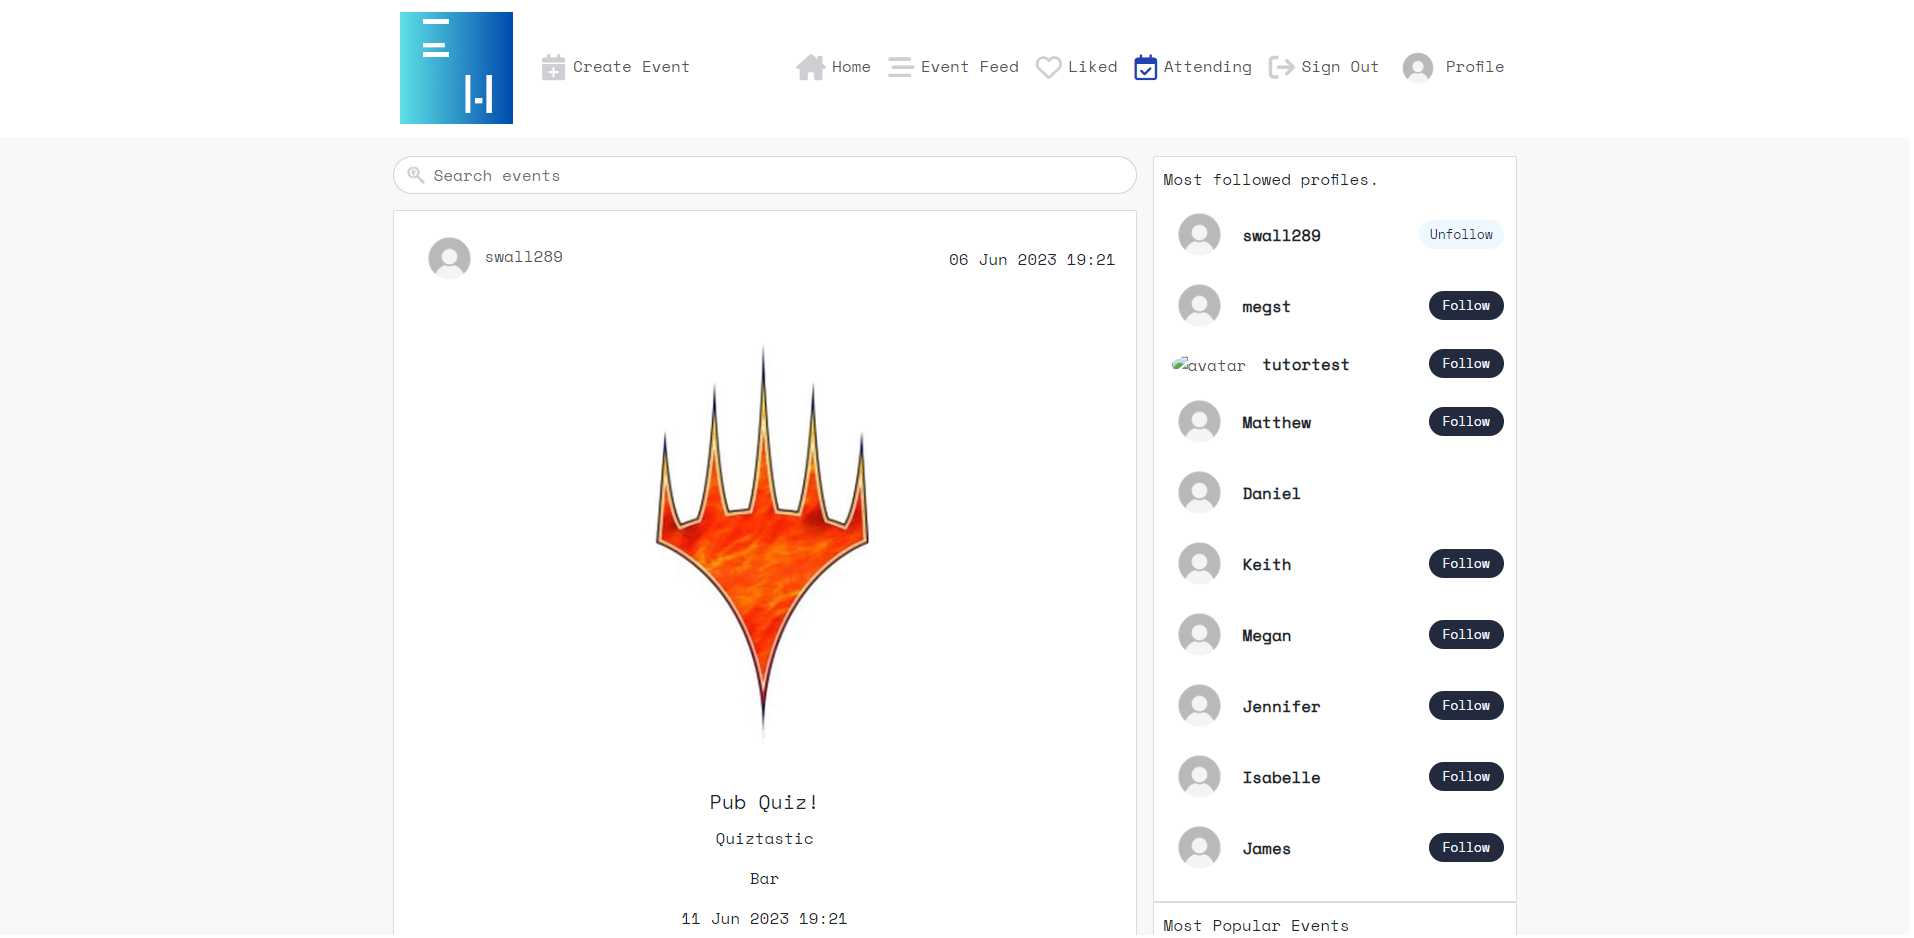 Create Event
Home
Event Feed
Liked
Attending
Sign Out
Profile
Search events
swall289
06 Jun 2023 19:21
Pub Quiz!
Quiztastic
Bar
11 Jun 2023 19:21
Most followed profiles.
swall289 Unfollow
megst Follow
avatar tutortest Follow
Matthew Follow
Daniel
Keith Follow
Megan Follow
Jennifer Follow
Isabelle Follow
James Follow
Most Popular Events